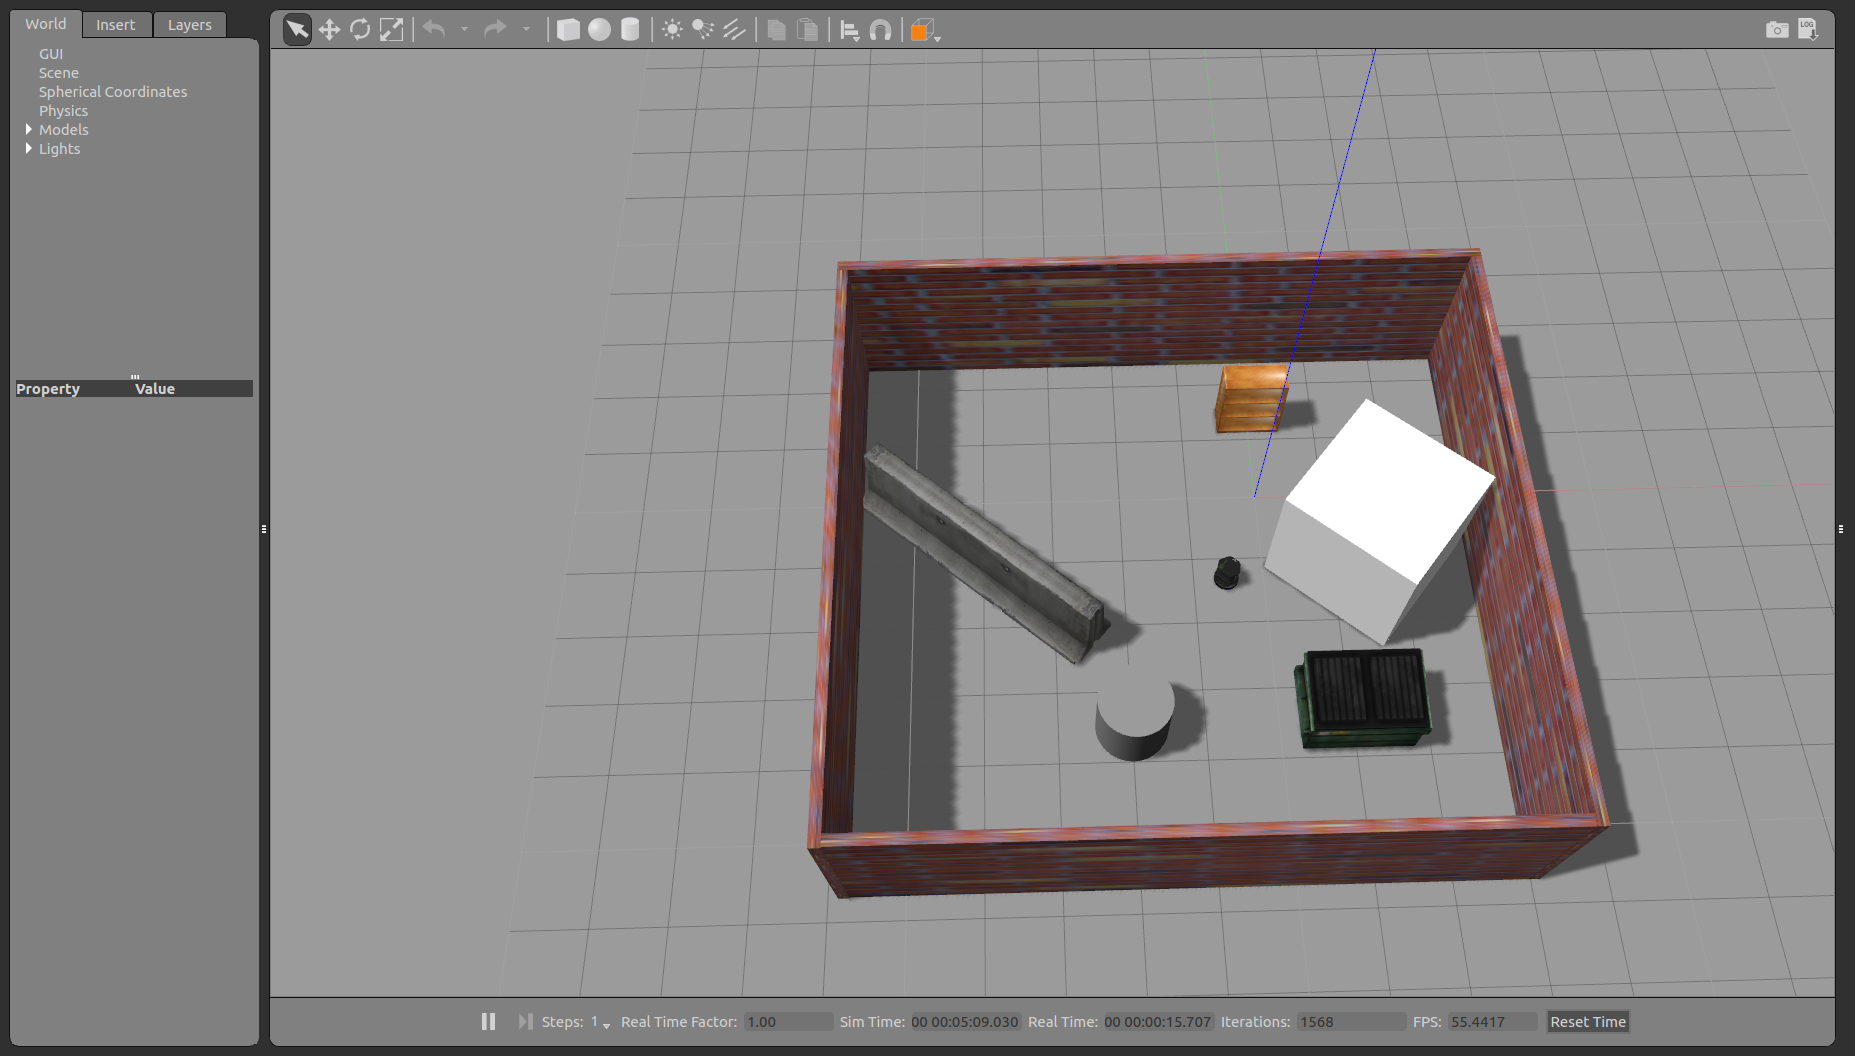 World Insert Layers
GUI
Scene
Spherical Coordinates
Physics
Models
Lights
Property Value
LOG
Steps: 1 Real Time Factor: 1.00 Sim Time: 00 00:05:09.030 Real Time: 00 00:00:15.707 Iterations: 1568 FPS: 55.4417 Reset Time